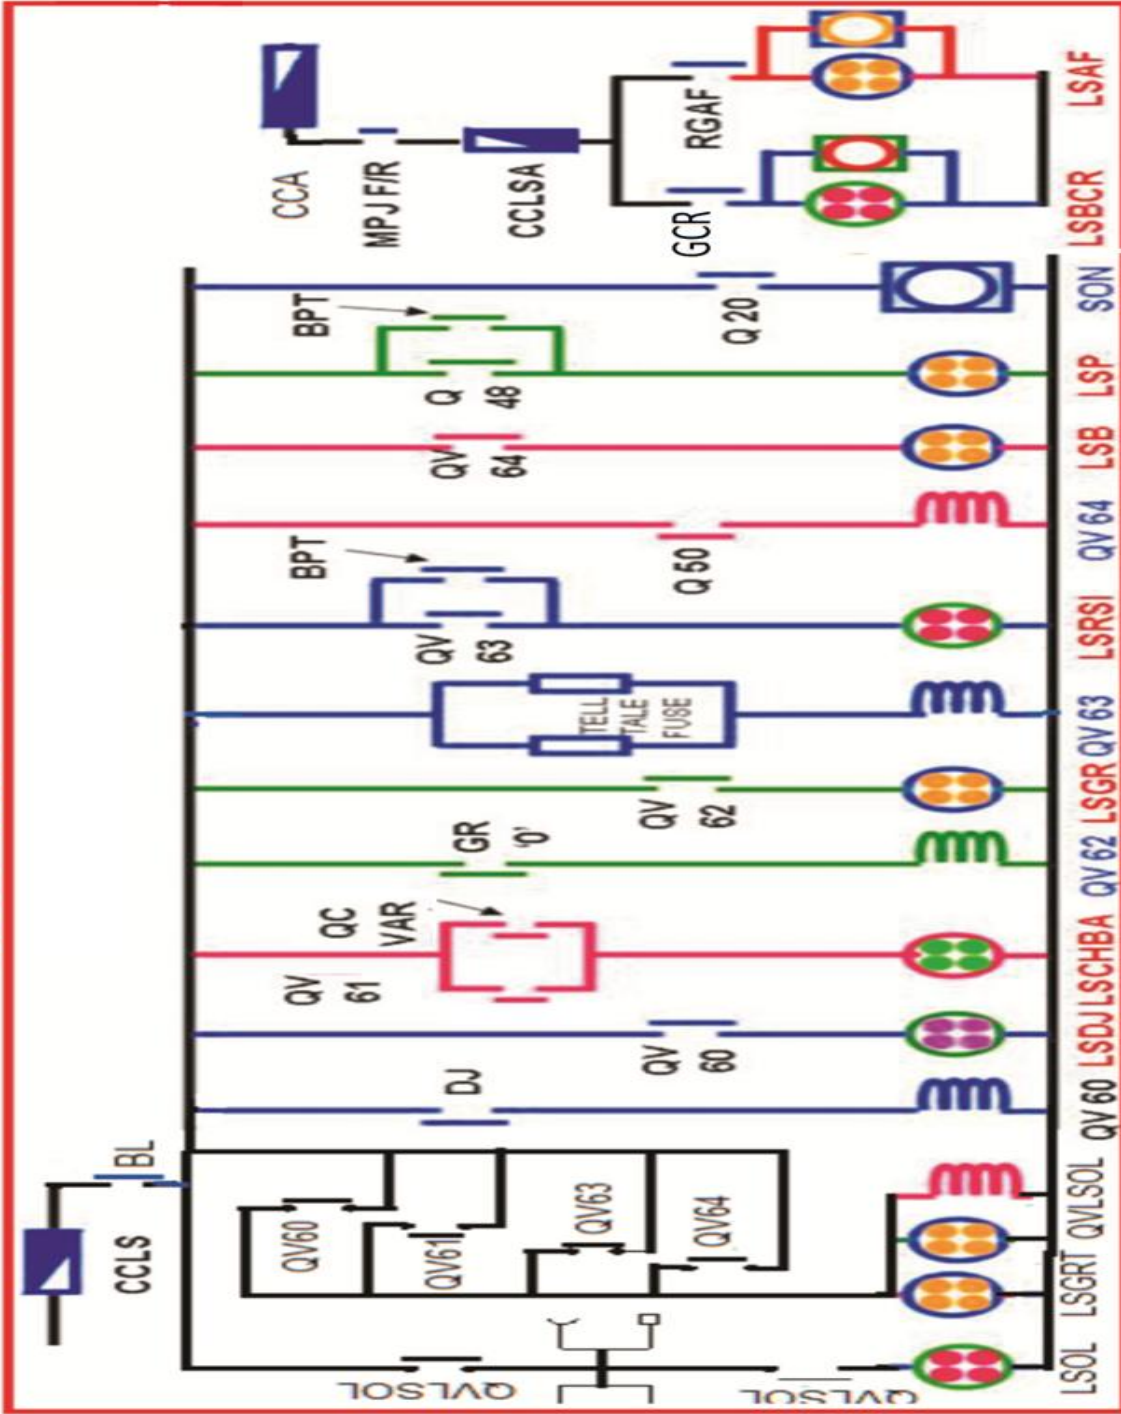 CCA
MPJ F/R
CCLSA
RGAF
GCR
LSAF
LSBCR
BPT
Q 20
SON
Q 48
LSP
QV 64
LSB
BPT
Q 50
QV 64
QV 63
LSRSI
TELL TALE FUSE
QV 63
QV 62
LSGR
GR '0'
QV 62
QC VAR
QV 61
LSCHBA
QV 60
LSDJ
DJ
QV 60
BL
CCLS
QV60
QV61
QV63
QV64
QVLSOL
LSGRT
LSOL
QVLSOL
QVLSOL